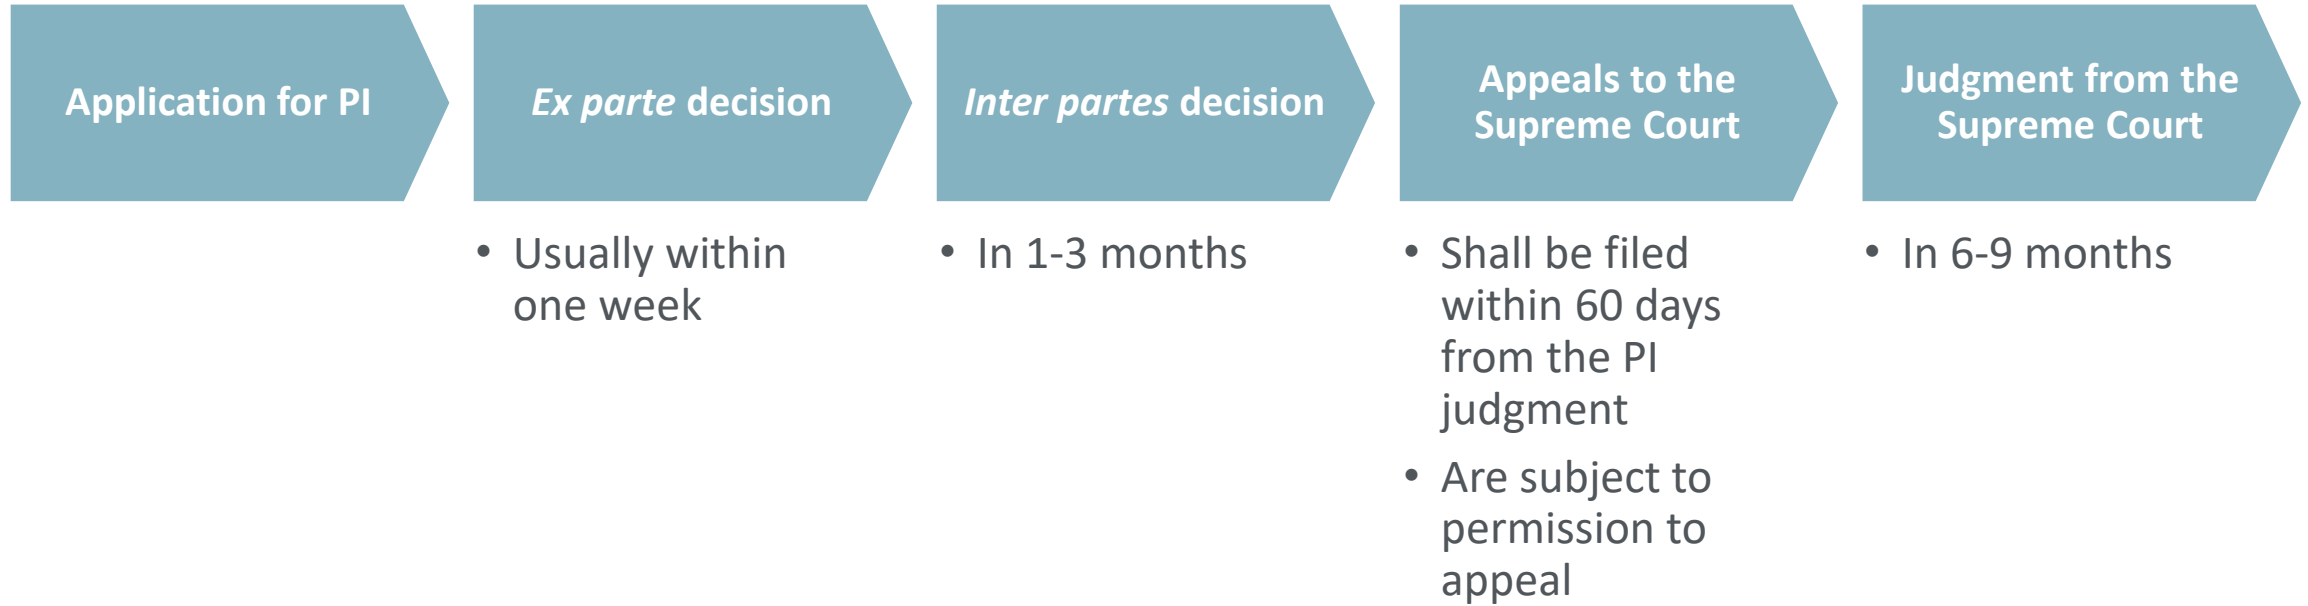 Application for PI
Ex parte decision
• Usually within
one week
Inter partes decision
• In 1-3 months
Appeals to the
Supreme Court
• Shall be filed
within 60 days
from the PI
judgment
• Are subject to
permission to
appeal
Judgment from the
Supreme Court
• In 6-9 months